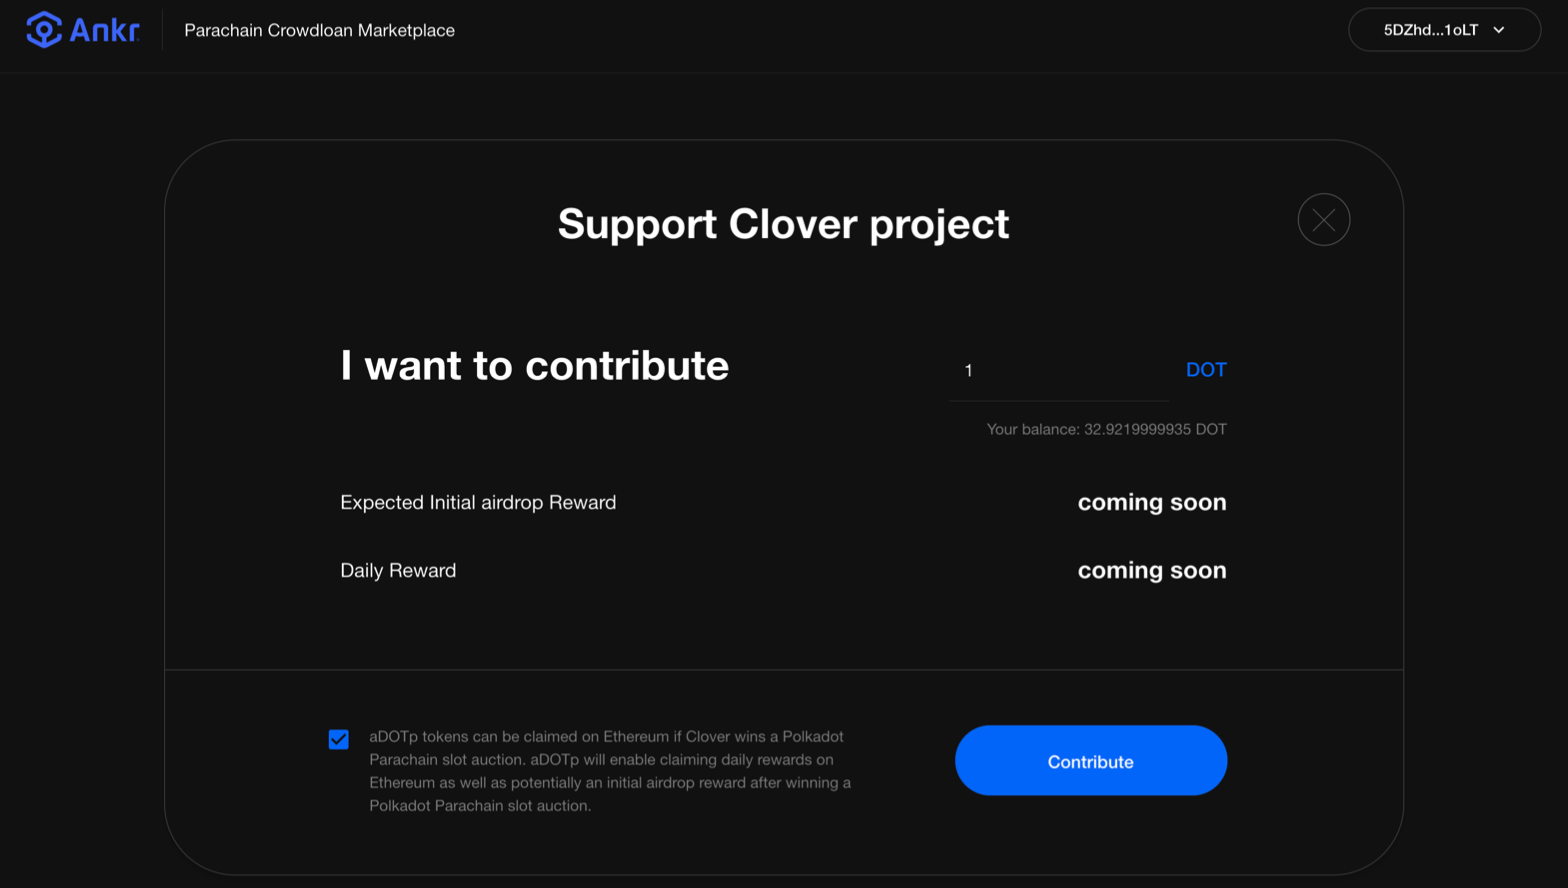 Ankr
Parachain Crowdloan Marketplace
5DZhd...1oLT
Support Clover project
I want to contribute
1
DOT
Your balance: 32.9219999935 DOT
Expected Initial airdrop Reward
coming soon
Daily Reward
coming soon
aDOTp tokens can be claimed on Ethereum if Clover wins a Polkadot
Parachain slot auction. aDOTp will enable claiming daily rewards on
Ethereum as well as potentially an initial airdrop reward after winning a
Polkadot Parachain slot auction.
Contribute